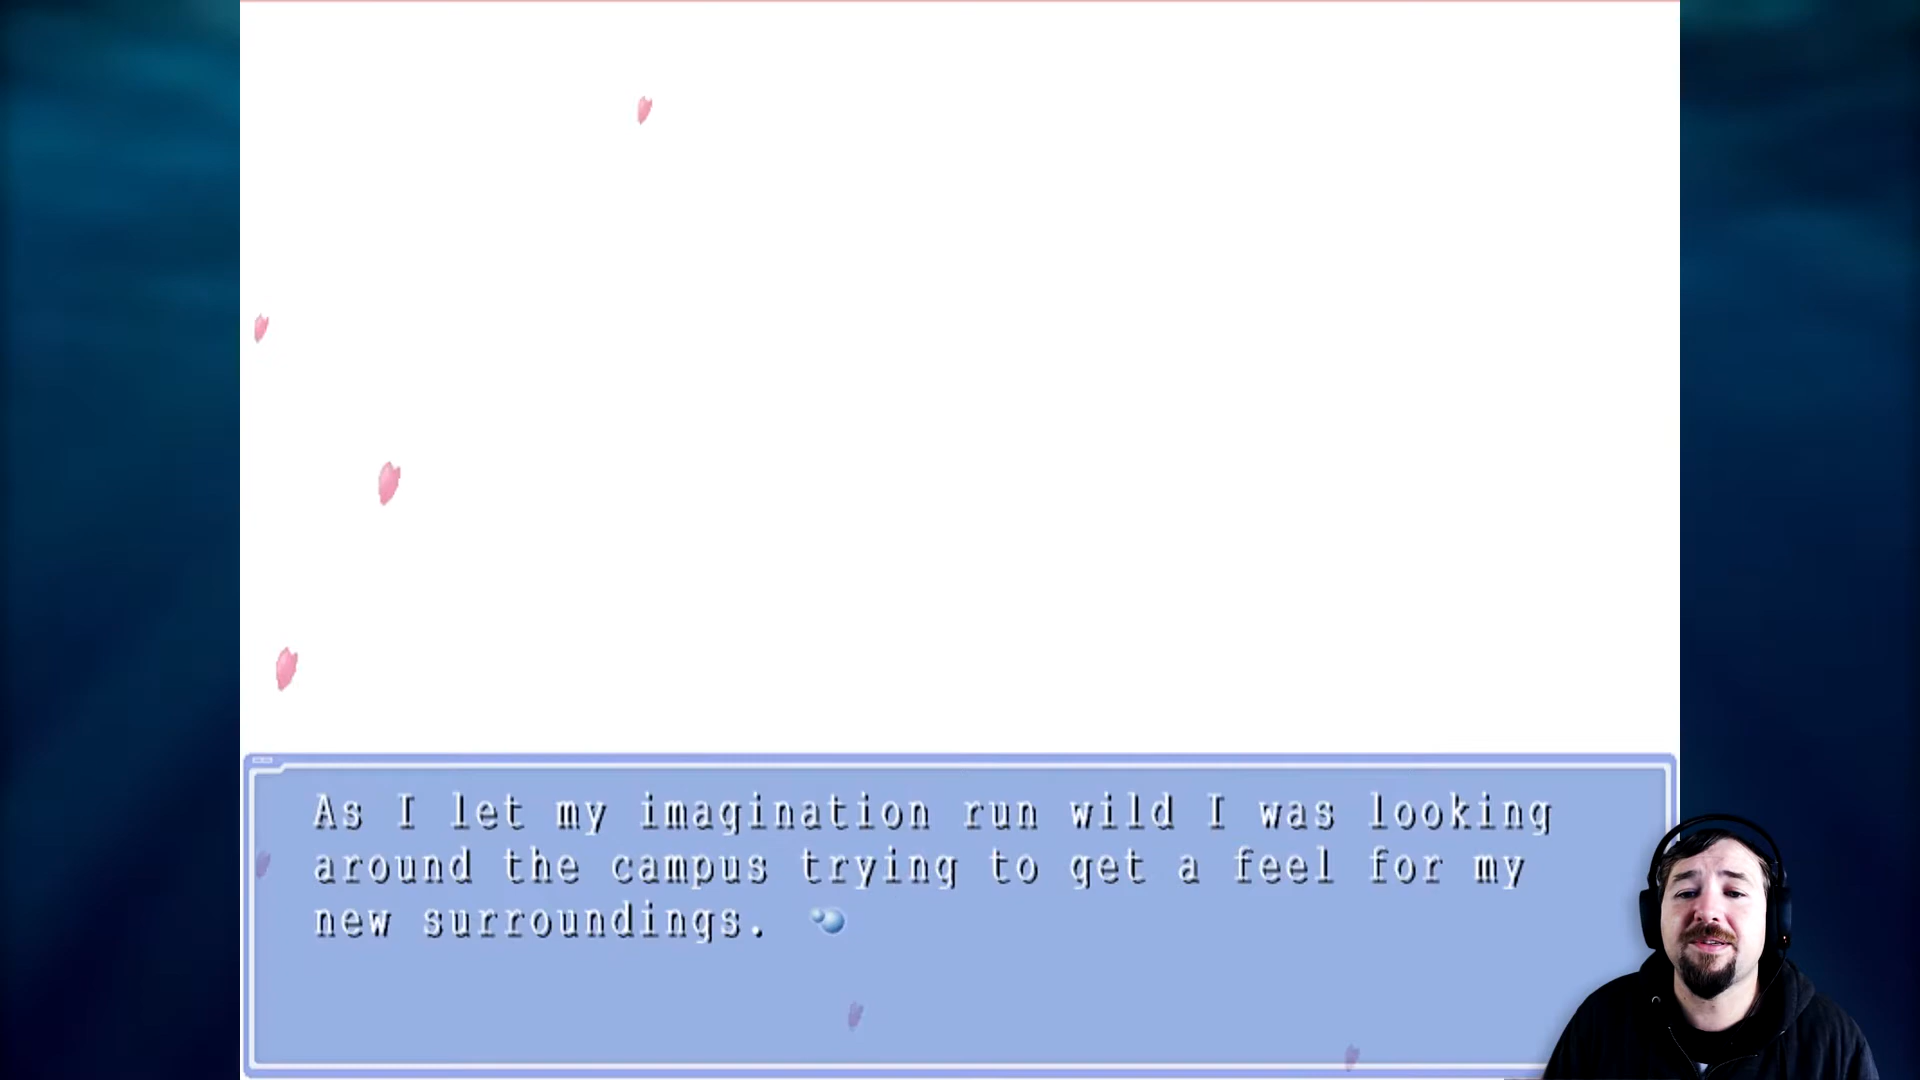 As I let my imagination run wild I was looking
around the campus trying to get a feel for my
new surroundings.